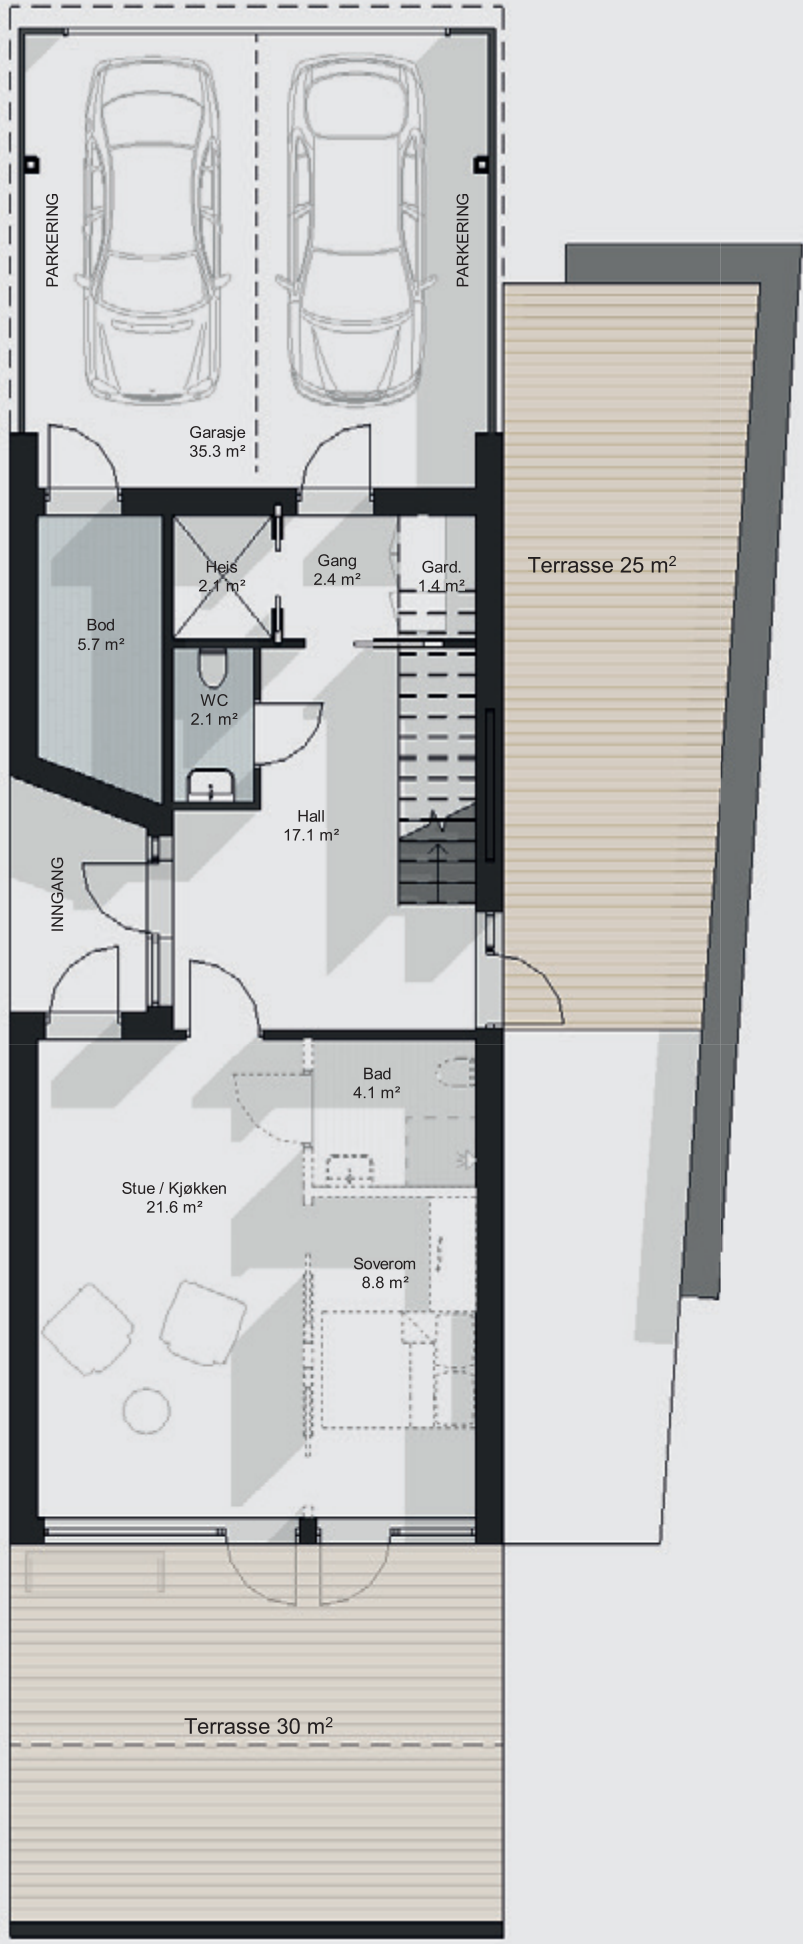 PARKERING
PARKERING
Garasje
35.3 m²
Heis
2.1 m²
Gang
2.4 m²
Gard.
1.4 m²
Terrasse 25 m²
Bod
5.7 m²
WC
2.1 m²
Hall
17.1 m²
INNGANG
Bad
4.1 m²
Stue / Kjøkken
21.6 m²
Soverom
8.8 m²
Terrasse 30 m²